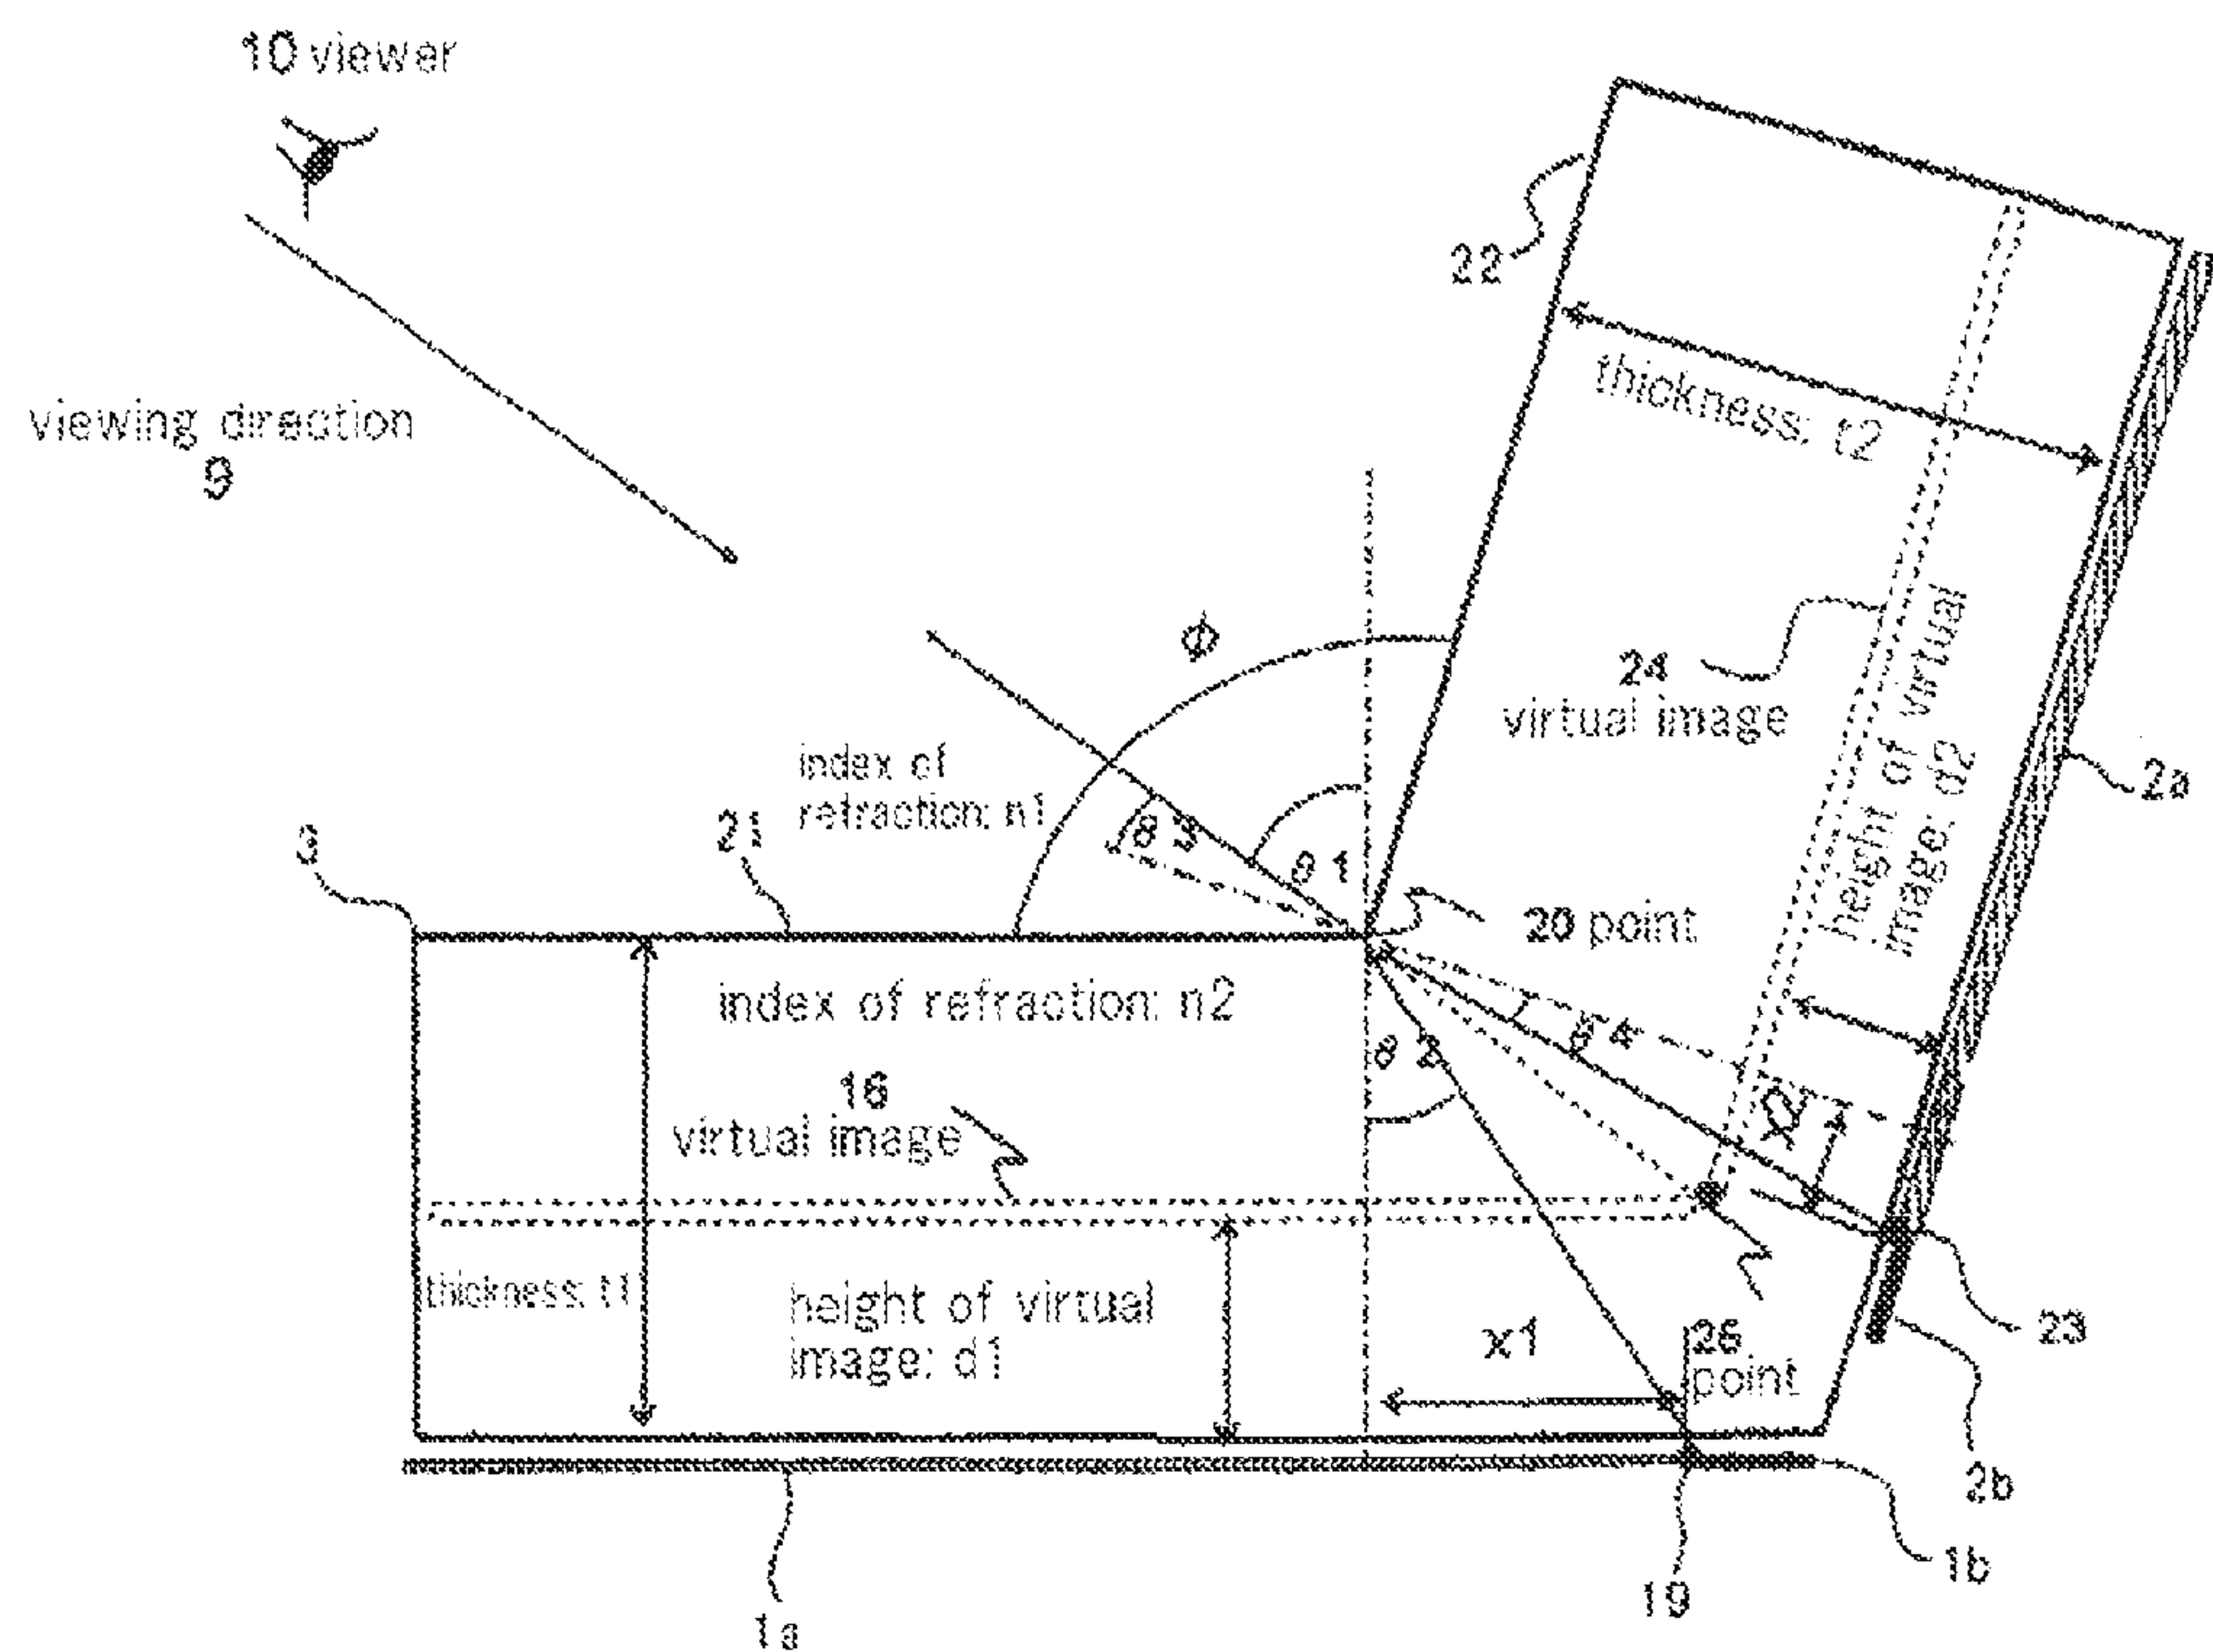 10 viewer
viewing direction
9
22
thickness: t2
ϕ
24
virtual image
height of virtual
image: d2
2a
index of
refraction: n1
3
21
θ3
θ1
20 point
index of refraction: n2
θ2
θ4
x2
16
virtual image
thickness: t1
height of virtual
image: d1
x1
25
point
23
2b
1b
19
1a